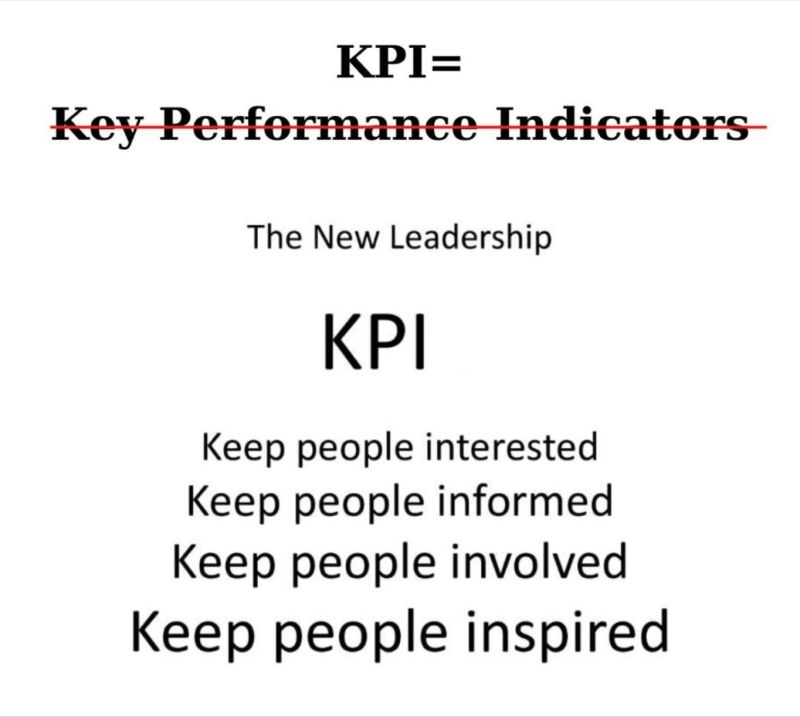 KPI=
Key Performance Indicators
The New Leadership
KPI
Keep people interested
Keep people informed
Keep people involved
Keep people inspired